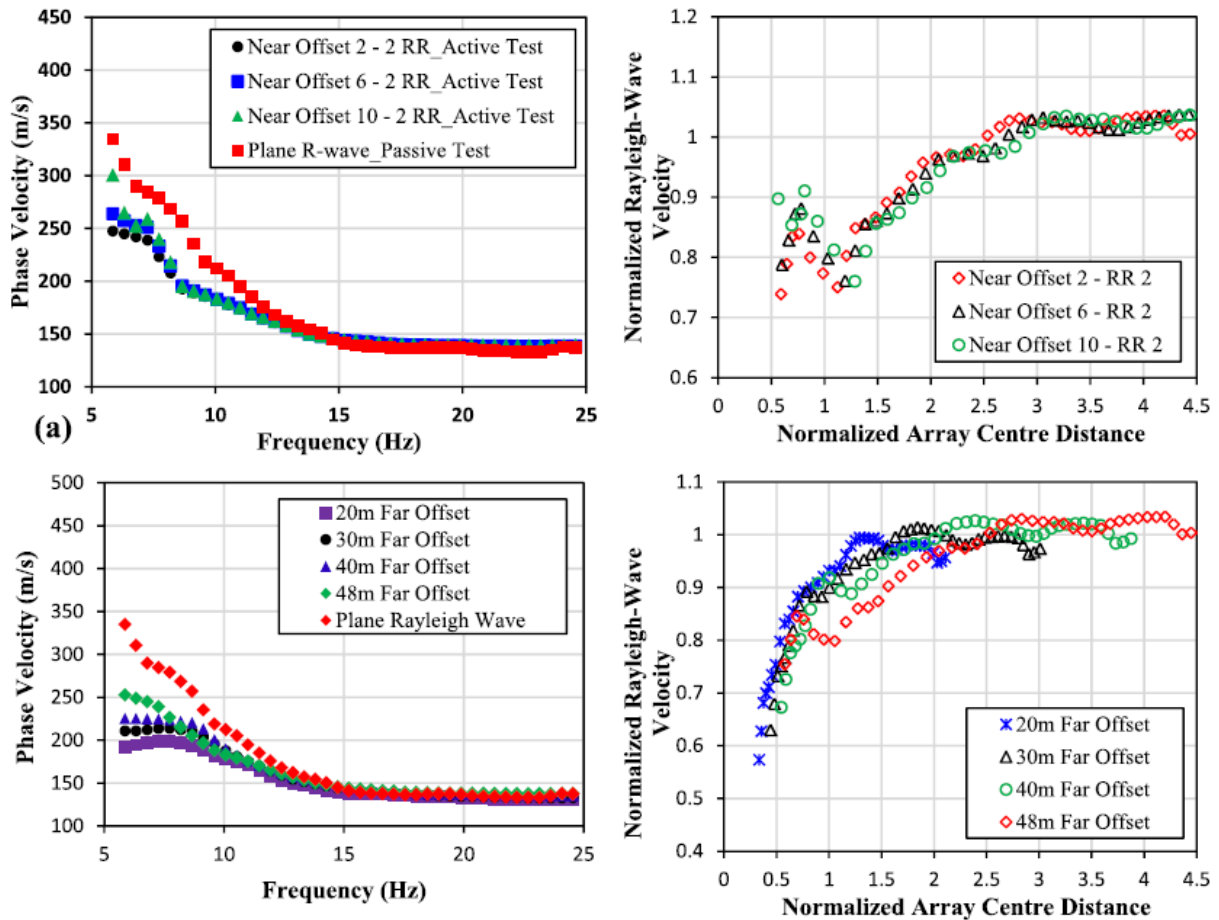 450
400
350
300
250
200
150
100
Phase Velocity (m/s)
Near Offset 2 - 2 RR_Active Test
Near Offset 6 - 2 RR_Active Test
Near Offset 10 - 2 RR_Active Test
Plane R-wave_Passive Test
5
10
15
20
25
Frequency (Hz)
(a)
1.2
1.1
1
0.9
0.8
0.7
0.6
Normalized Rayleigh-Wave
Velocity
Near Offset 2 - RR 2
Near Offset 6 - RR 2
Near Offset 10 - RR 2
0
0.5
1
1.5
2
2.5
3
3.5
4
4.5
Normalized Array Centre Distance
500
450
400
350
300
250
200
150
100
Phase Velocity (m/s)
20m Far Offset
30m Far Offset
40m Far Offset
48m Far Offset
Plane Rayleigh Wave
5
10
15
20
25
Frequency (Hz)
1.1
1
0.9
0.8
0.7
0.6
0.5
0.4
Normalized Rayleigh-Wave
Velocity
20m Far Offset
30m Far Offset
40m Far Offset
48m Far Offset
0
0.5
1
1.5
2
2.5
3
3.5
4
4.5
Normalized Array Centre Distance